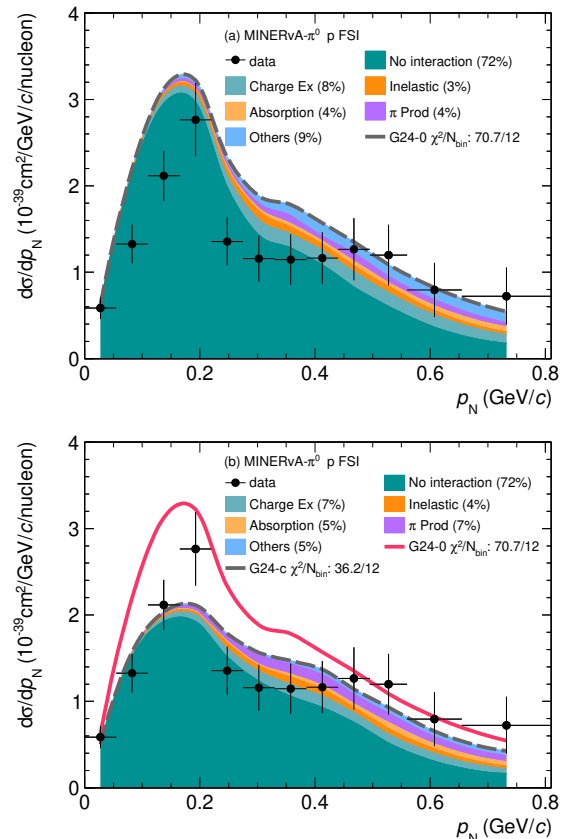 (a) MINERvA-π⁰ p FSI
data
No interaction (72%)
Charge Ex (8%)
Inelastic (3%)
Absorption (4%)
π Prod (4%)
Others (9%)
G24-0 χ²/N_bin: 70.7/12
dσ/dp_N (10⁻³⁹cm²/GeV/c/nucleon)
4
3
2
1
0
0 0.2 0.4 0.6 0.8
p_N (GeV/c)
(b) MINERvA-π⁰ p FSI
data
No interaction (72%)
Charge Ex (7%)
Inelastic (4%)
Absorption (5%)
π Prod (7%)
Others (5%)
G24-0 χ²/N_bin: 70.7/12
G24-c χ²/N_bin: 36.2/12
dσ/dp_N (10⁻³⁹cm²/GeV/c/nucleon)
4
3
2
1
0
0 0.2 0.4 0.6 0.8
p_N (GeV/c)